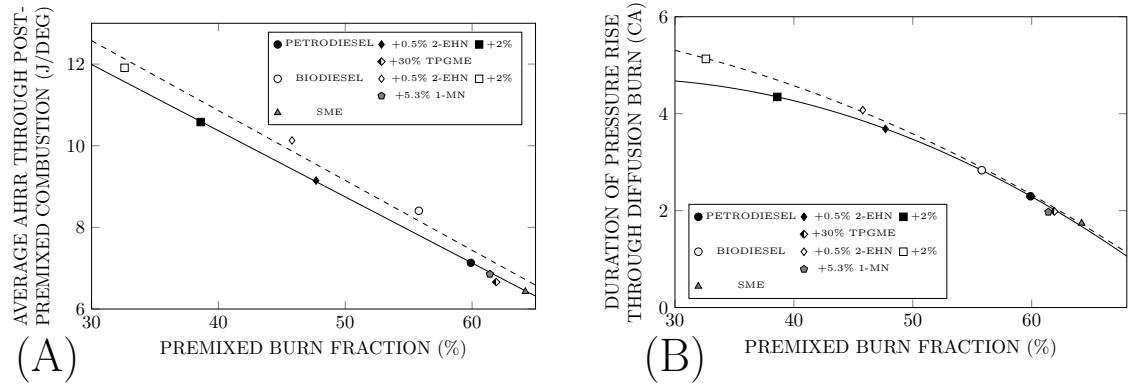 AVERAGE AHRR THROUGH POST-
PREMIXED COMBUSTION (J/DEG)
12
10
8
6
30
40
50
60
PREMIXED BURN FRACTION (%)
PETRODIESEL
+0.5% 2-EHN
+2%
+30% TPGME
BIODIESEL
+0.5% 2-EHN
+2%
+5.3% 1-MN
SME
(A)
DURATION OF PRESSURE RISE
THROUGH DIFFUSION BURN (CA)
6
4
2
0
30
40
50
60
PREMIXED BURN FRACTION (%)
PETRODIESEL
+0.5% 2-EHN
+2%
+30% TPGME
BIODIESEL
+0.5% 2-EHN
+2%
+5.3% 1-MN
SME
(B)